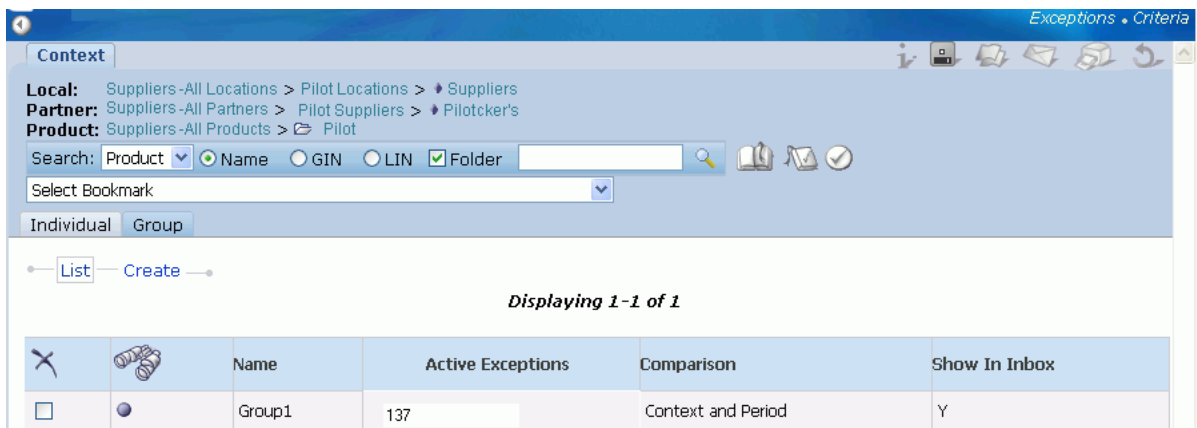 Exceptions • Criteria
Context
Local: Suppliers-All Locations > Pilot Locations > Suppliers
Partner: Suppliers-All Partners > Pilot Suppliers > Pilotcker's
Product: Suppliers-All Products > Pilot
Search: Product Name GIN LIN Folder
Select Bookmark
Individual Group
List Create
Displaying 1-1 of 1
Name Active Exceptions Comparison Show In Inbox
Group1 137 Context and Period Y